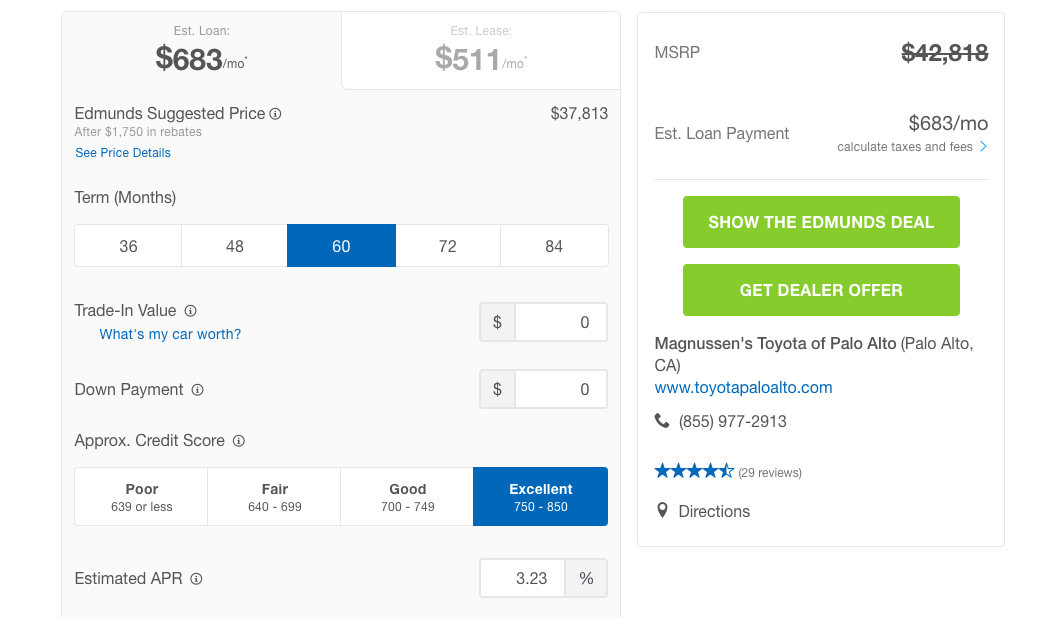 Est. Loan:
$683/mo*
Est. Lease:
$511/mo*
Edmunds Suggested Price
$37,813
After $1,750 in rebates
See Price Details
Term (Months)
36 48 60 72 84
Trade-In Value
$ 0
What's my car worth?
Down Payment
$ 0
Approx. Credit Score
Poor
639 or less
Fair
640 - 699
Good
700 - 749
Excellent
750 - 850
Estimated APR
3.23 %
MSRP
$42,818
Est. Loan Payment
$683/mo
calculate taxes and fees
SHOW THE EDMUNDS DEAL
GET DEALER OFFER
Magnussen's Toyota of Palo Alto (Palo Alto,
CA)
www.toyotapaloalto.com
(855) 977-2913
(29 reviews)
Directions